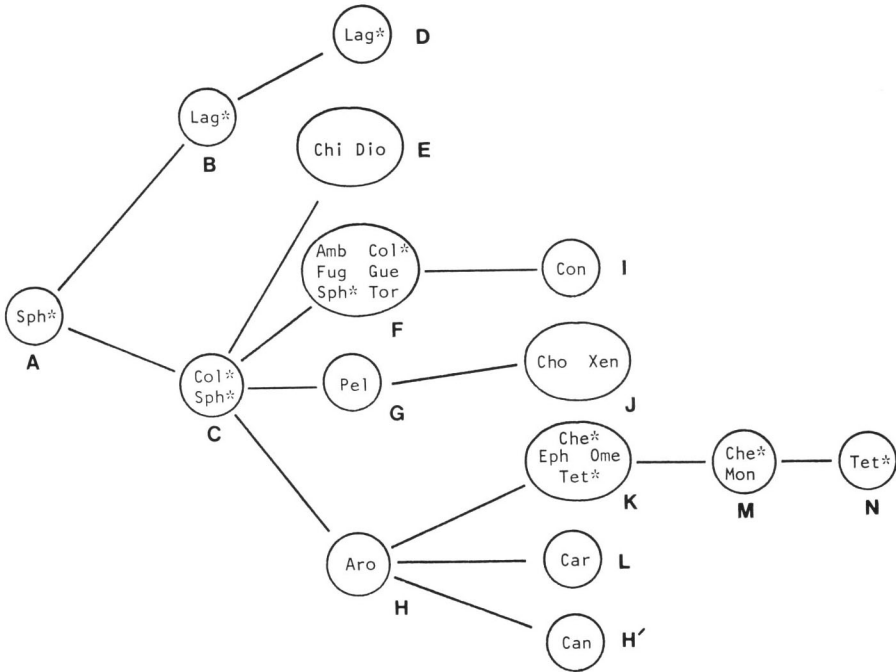 Lag* D
Lag*
B
Chi Dio E
Amb Col*
Fug Gue
Sph* Tor
F
Con I
Sph*
A
Col*
Sph*
C
Pel
G
Cho Xen
J
Che*
Eph Ome
Tet*
K
Che*
Mon
M
Tet*
N
Aro
H
Car L
Can H′